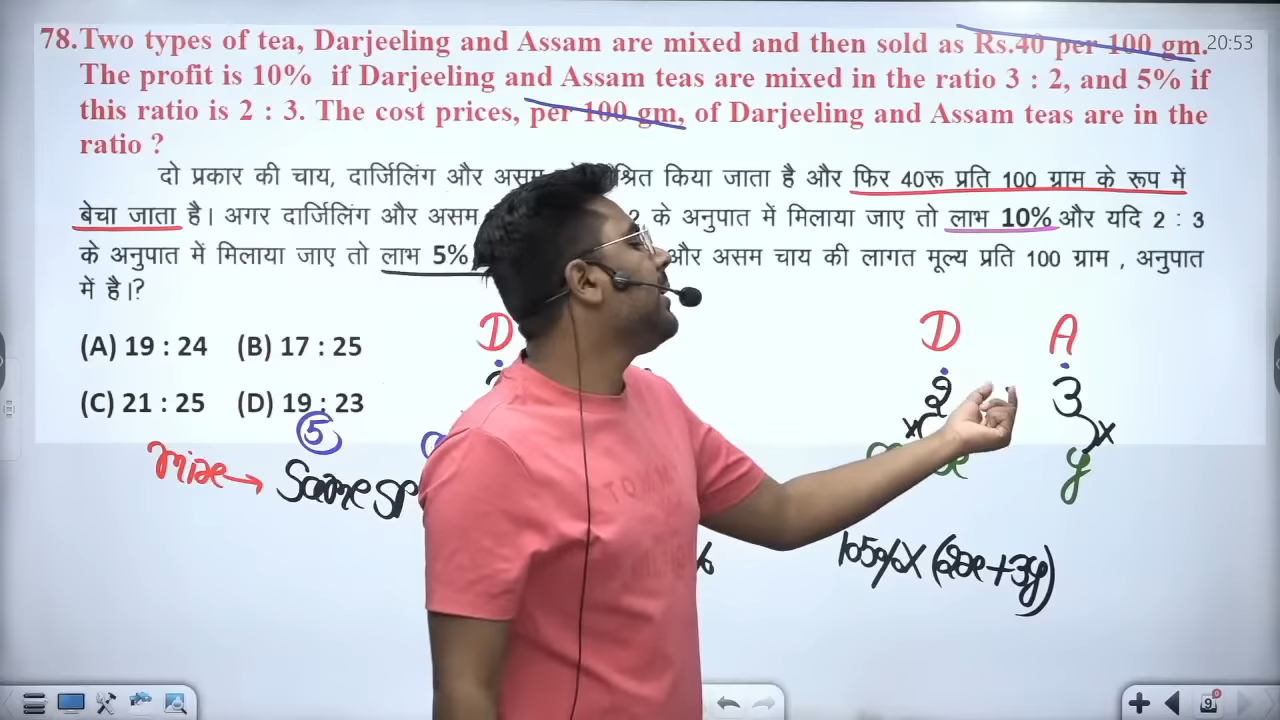 78.Two types of tea, Darjeeling and Assam are mixed and then sold as Rs.40 per 100 gm.
20:53
The profit is 10% if Darjeeling and Assam teas are mixed in the ratio 3 : 2, and 5% if
this ratio is 2 : 3. The cost prices, per 100 gm, of Darjeeling and Assam teas are in the
ratio ?
दो प्रकार की चाय, दार्जिलिंग और असम श्रित किया जाता है और फिर 40रू प्रति 100 ग्राम के रूप में
बेचा जाता है। अगर दार्जिलिंग और असम 2 के अनुपात में मिलाया जाए तो लाभ 10% और यदि 2 : 3
के अनुपात में मिलाया जाए तो लाभ 5% और असम चाय की लागत मूल्य प्रति 100 ग्राम , अनुपात
में है।?
D D A
(A) 19 : 24 (B) 17 : 25
2 3
(C) 21 : 25 (D) 19 : 23
5
x x
y
Same SP
105% x (2x+3y)